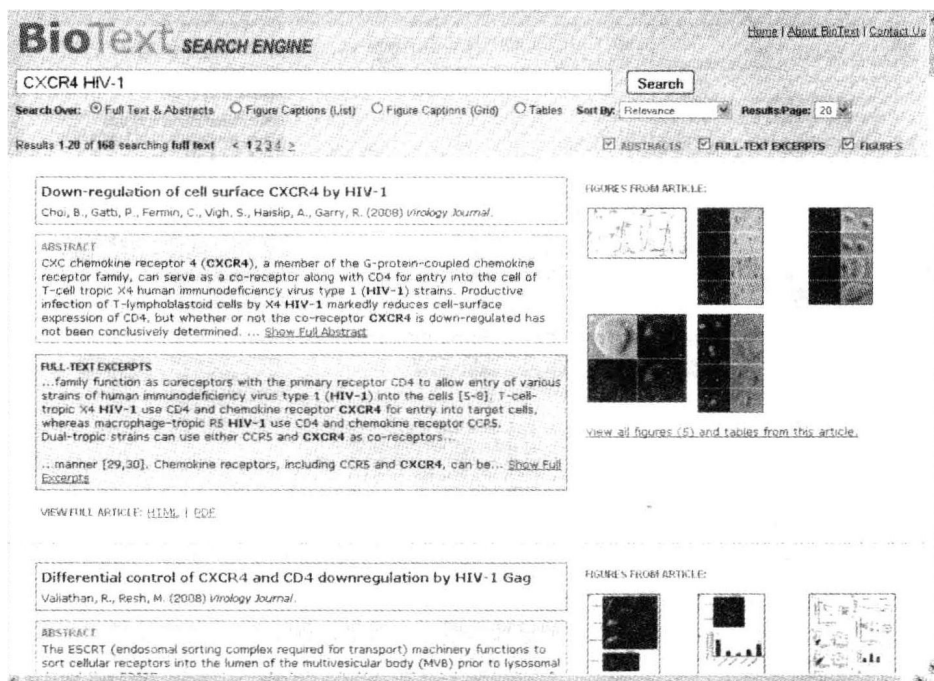 BioText SEARCH ENGINE
Home | About BioText | Contact Us
CXCR4 HIV-1 Search
Search Over: Full Text & Abstracts Figure Captions (List) Figure Captions (Grid) Tables Sort By: Relevance Results/Page: 20
Results 1-20 of 168 searching full text < 1 2 3 4 > ABSTRACTS FULL-TEXT EXCERPTS FIGURES
Down-regulation of cell surface CXCR4 by HIV-1
Choi, B., Gatti, P., Fermin, C., Vigh, S., Haislip, A., Garry, R. (2008) Virology Journal.
ABSTRACT
CXC chemokine receptor 4 (CXCR4), a member of the G-protein-coupled chemokine
receptor family, can serve as a co-receptor along with CD4 for entry into the cell of
T-cell tropic X4 human immunodeficiency virus type 1 (HIV-1) strains. Productive
infection of T-lymphoblastoid cells by X4 HIV-1 markedly reduces cell-surface
expression of CD4, but whether or not the co-receptor CXCR4 is down-regulated has
not been conclusively determined. ... Show Full Abstract
FULL-TEXT EXCERPTS
...family function as coreceptors with the primary receptor CD4 to allow entry of various
strains of human immunodeficiency virus type 1 (HIV-1) into the cells [5-8]. T-cell-
tropic X4 HIV-1 use CD4 and chemokine receptor CXCR4 for entry into target cells,
whereas macrophage-tropic R5 HIV-1 use CD4 and chemokine receptor CCR5.
Dual-tropic strains can use either CCR5 and CXCR4 as co-receptors...
...manner [29,30]. Chemokine receptors, including CCR5 and CXCR4, can be... Show Full
Excerpts
VIEW FULL ARTICLE: HTML | PDF
FIGURES FROM ARTICLE:
View all figures (5) and tables from this article.
Differential control of CXCR4 and CD4 downregulation by HIV-1 Gag
Valiathan, R., Resh, M. (2008) Virology Journal.
ABSTRACT
The ESCRT (endosomal sorting complex required for transport) machinery functions to
sort cellular receptors into the lumen of the multivesicular body (MVB) prior to lysosomal
FIGURES FROM ARTICLE: